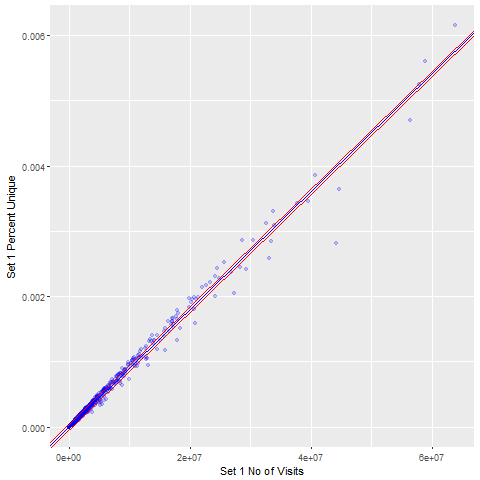 0.006
0.004
0.002
0.000
Set 1 Percent Unique
0e+00 2e+07 4e+07 6e+07
Set 1 No of Visits